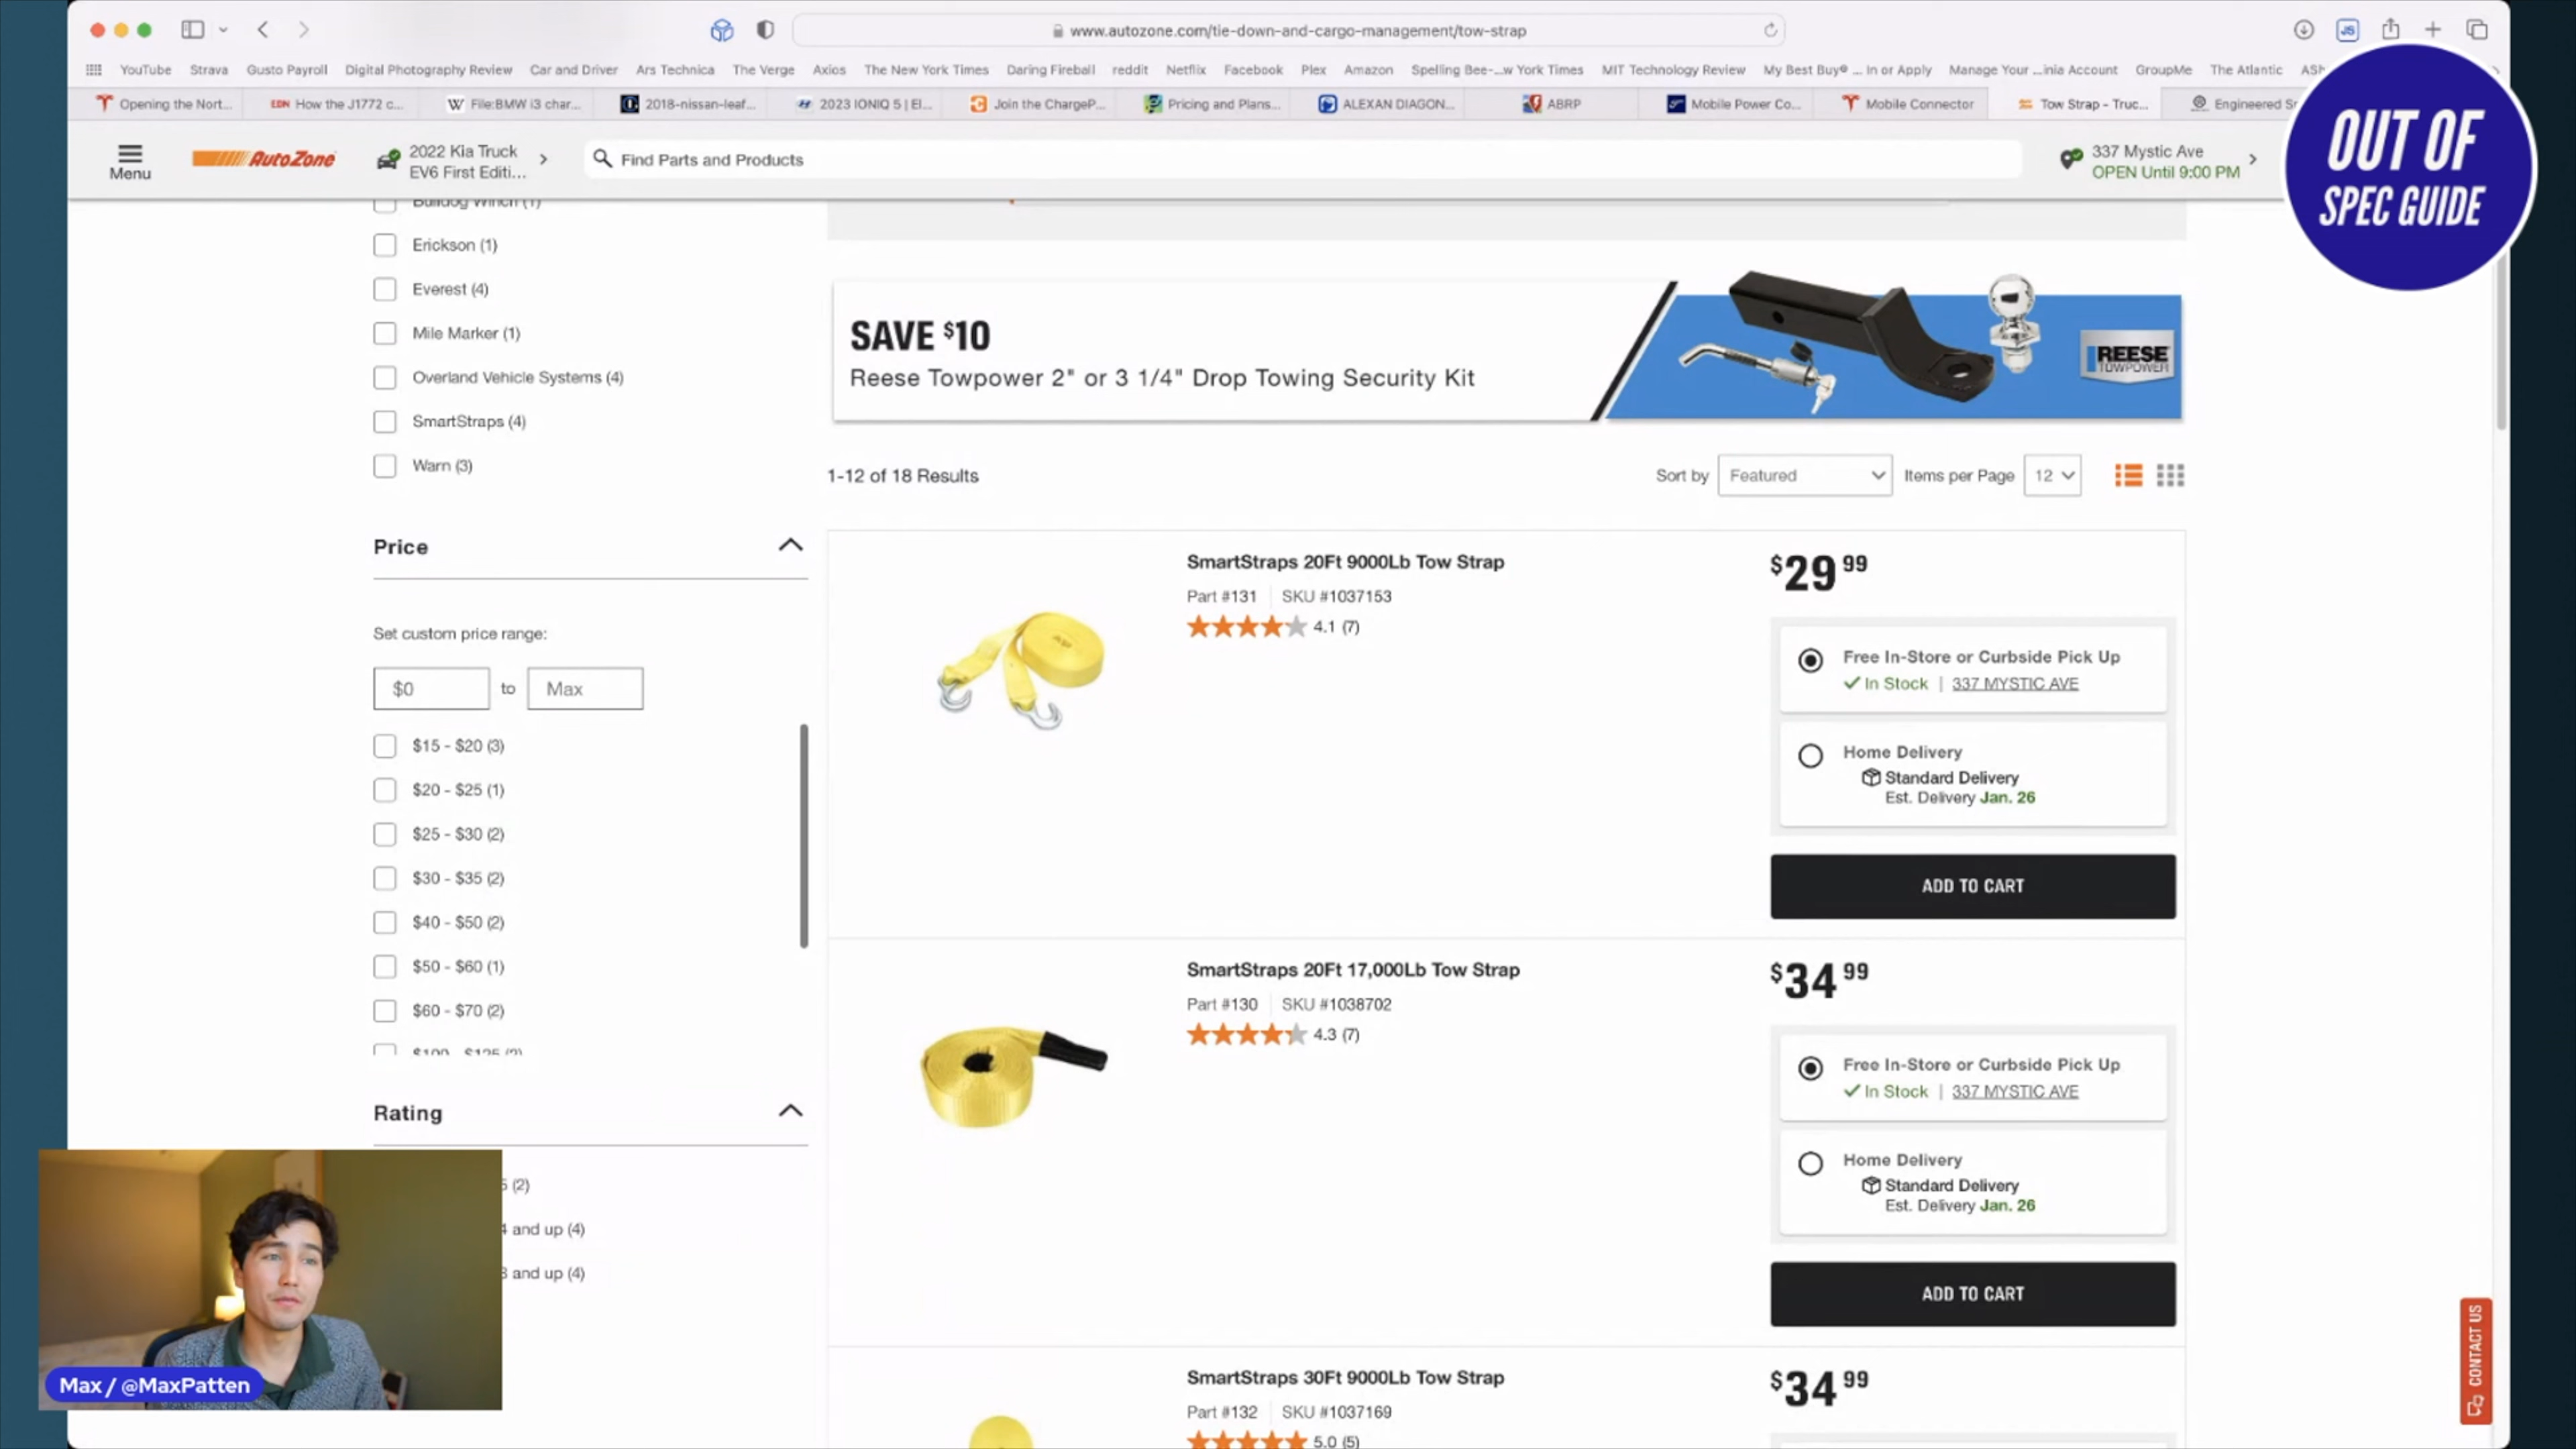 www.autozone.com/tie-down-and-cargo-management/tow-strap
YouTube Strava Gusto Payroll Digital Photography Review Car and Driver Ars Technica The Verge Axios The New York Times Daring Fireball reddit Netflix Facebook Plex Amazon Spelling Bee-...w York Times MIT Technology Review My Best Buy® ... In or Apply Manage Your ...inia Account GroupMe The Atlantic
Opening the Nort... EDN How the J1772 c... W File:BMW i3 char... 2018-nissan-leaf... 2023 IONIQ 5 | El... Join the ChargeP... Pricing and Plans... ALEXAN DIAGON... ABRP Mobile Power Co... Mobile Connector Tow Strap – Truc... Engineered
OUT OF
SPEC GUIDE
Menu
AutoZone
2022 Kia Truck
EV6 First Editi...
Find Parts and Products
337 Mystic Ave
OPEN Until 9:00 PM
Bulldog Winch (1)
Erickson (1)
Everest (4)
Mile Marker (1)
Overland Vehicle Systems (4)
SmartStraps (4)
Warn (3)
Price
Set custom price range:
$0 to Max
$15 - $20 (3)
$20 - $25 (1)
$25 - $30 (2)
$30 - $35 (2)
$40 - $50 (2)
$50 - $60 (1)
$60 - $70 (2)
$100 - $125 (2)
Rating
5 (2)
4 and up (4)
3 and up (4)
SAVE $10
Reese Towpower 2" or 3 1/4" Drop Towing Security Kit
REESE
TOWPOWER
1-12 of 18 Results
Sort by Featured Items per Page 12
SmartStraps 20Ft 9000Lb Tow Strap
Part #131 | SKU #1037153
4.1 (7)
$29 99
Free In-Store or Curbside Pick Up
In Stock | 337 MYSTIC AVE
Home Delivery
Standard Delivery
Est. Delivery Jan. 26
ADD TO CART
SmartStraps 20Ft 17,000Lb Tow Strap
Part #130 | SKU #1038702
4.3 (7)
$34 99
Free In-Store or Curbside Pick Up
In Stock | 337 MYSTIC AVE
Home Delivery
Standard Delivery
Est. Delivery Jan. 26
ADD TO CART
SmartStraps 30Ft 9000Lb Tow Strap
Part #132 | SKU #1037169
5.0 (5)
$34 99
CONTACT US
Max / @MaxPatten